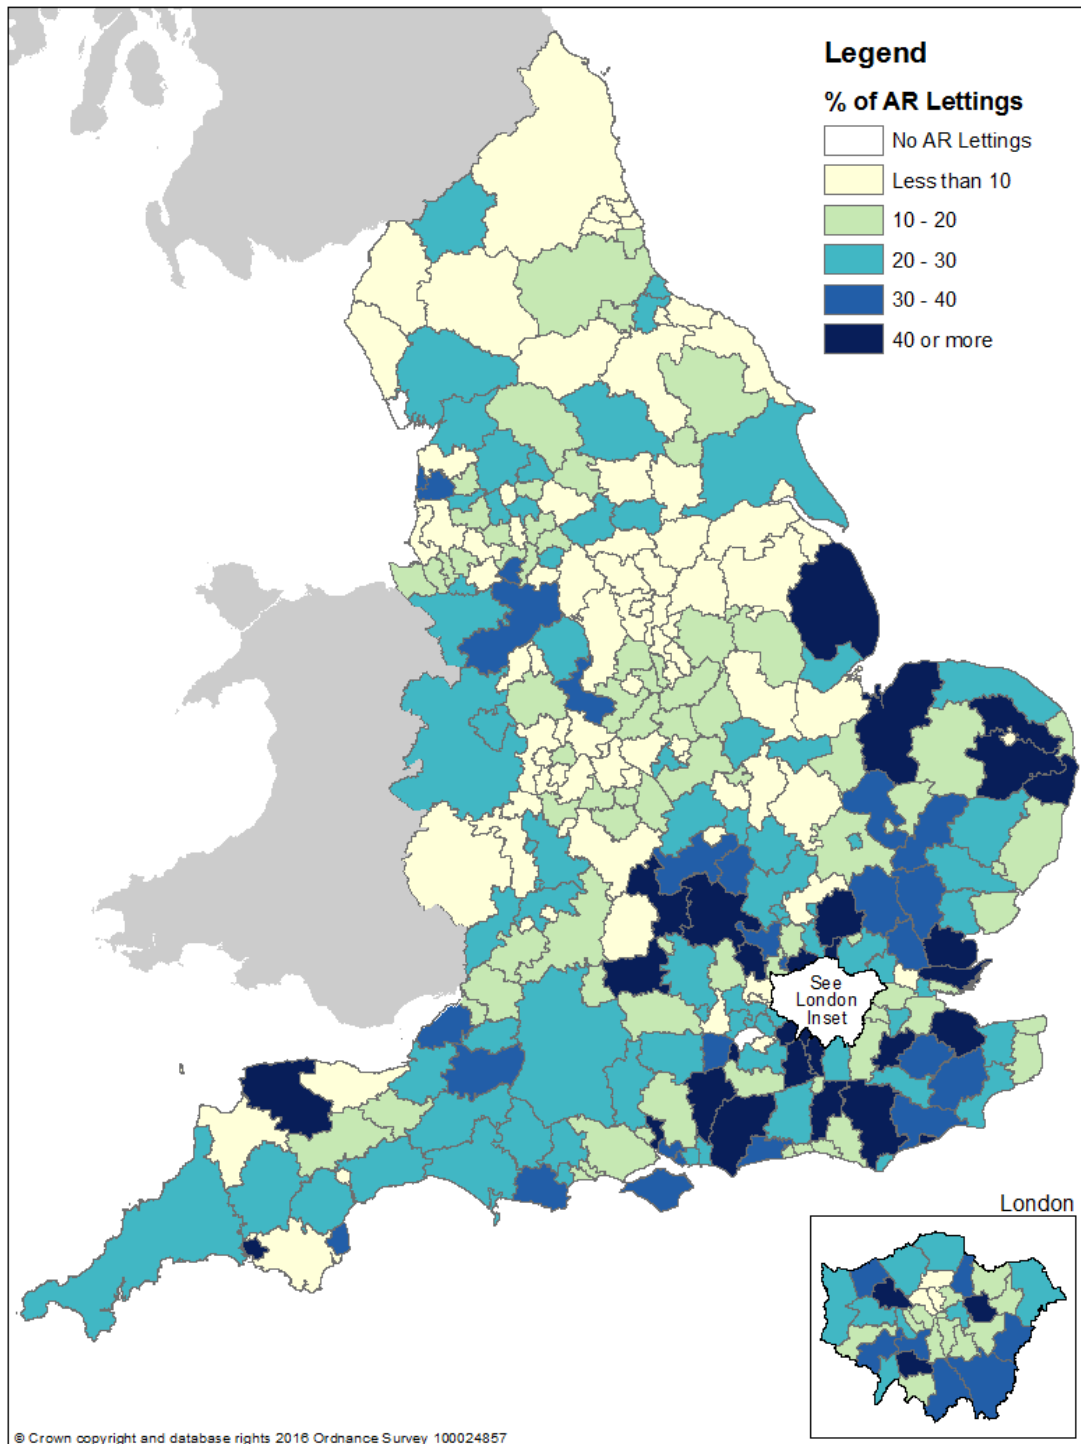 Legend
% of AR Lettings
No AR Lettings
Less than 10
10 - 20
20 - 30
30 - 40
40 or more
See
London
Inset
London
© Crown copyright and database rights 2016 Ordnance Survey 100024857